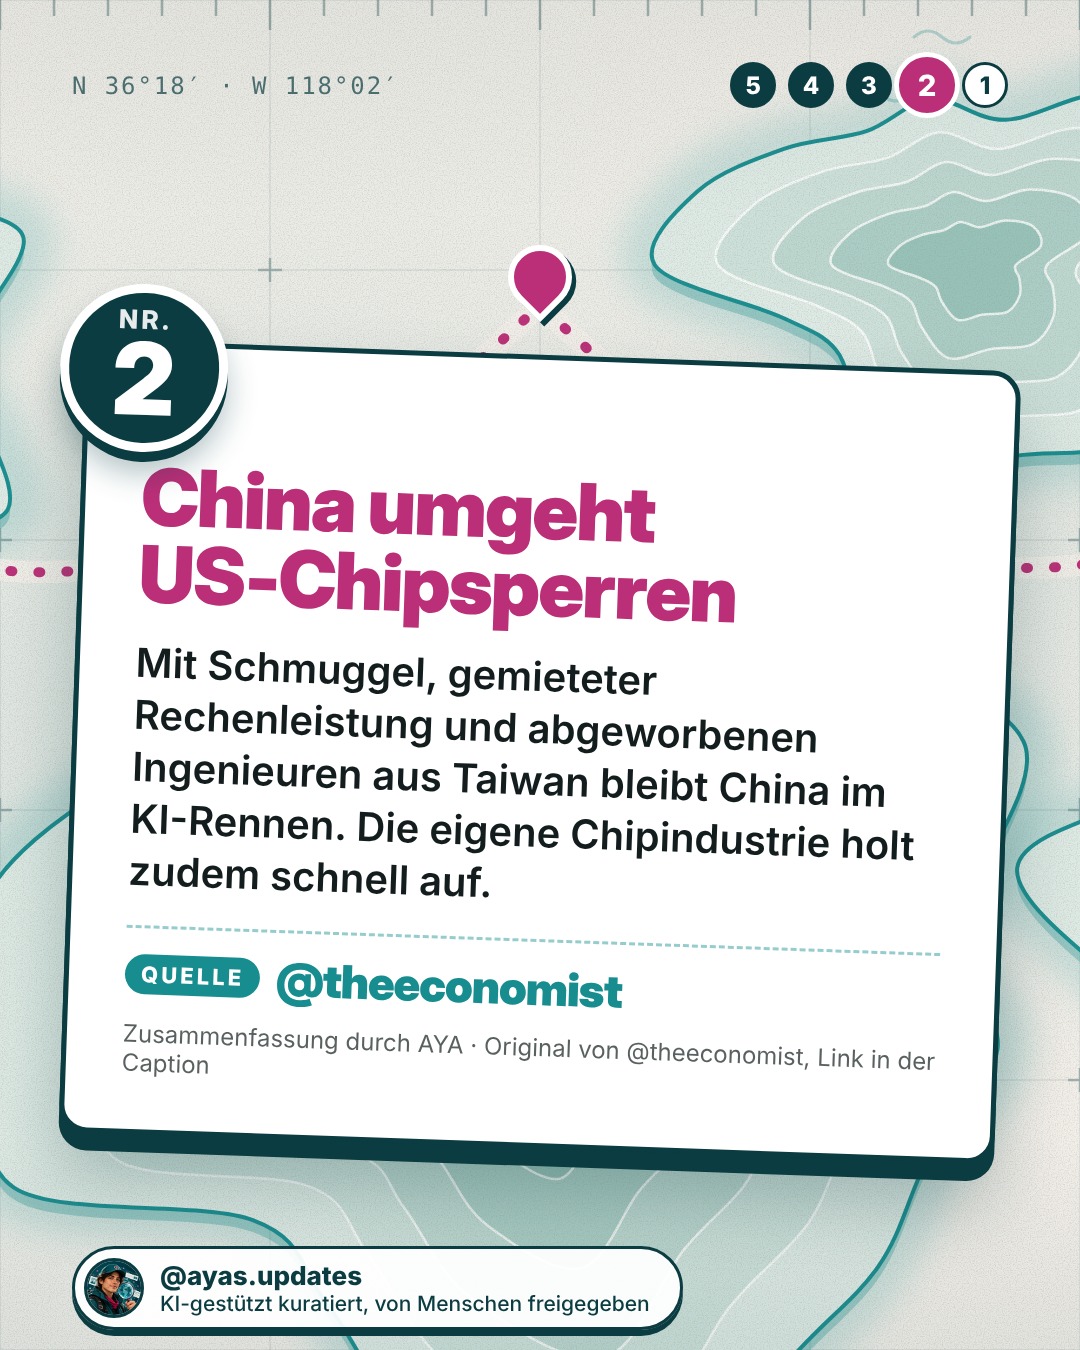 N 36°18′ · W 118°02′
5 4 3 2 1
NR.
2
China umgeht
US-Chipsperren
Mit Schmuggel, gemieteter
Rechenleistung und abgeworbenen
Ingenieuren aus Taiwan bleibt China im
KI-Rennen. Die eigene Chipindustrie holt
zudem schnell auf.
QUELLE @theeconomist
Zusammenfassung durch AYA · Original von @theeconomist, Link in der
Caption
@ayas.updates
KI-gestützt kuratiert, von Menschen freigegeben